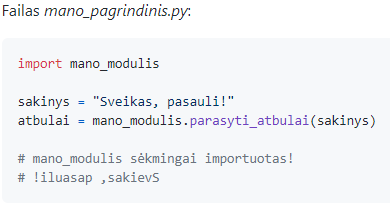 Failas mano_pagrindinis.py:
import mano_modulis
sakinys = "Sveikas, pasauli!"
atbulai = mano_modulis.parasyti_atbulai(sakinys)
# mano_modulis sėkmingai importuotas!
# !iluasap ,sakievS